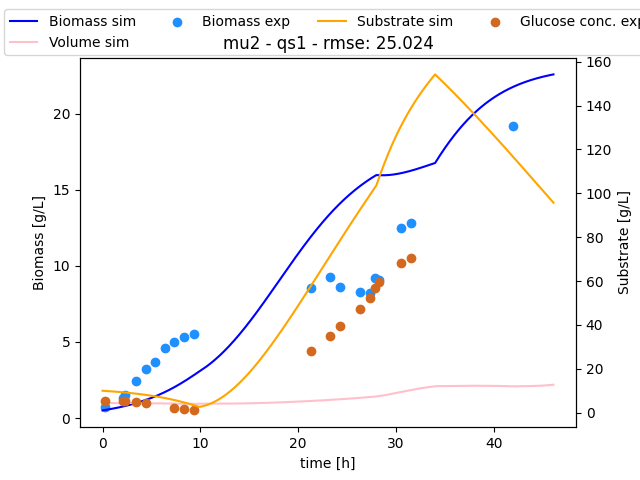 Biomass sim Biomass exp Substrate sim Glucose conc. exp
Volume sim
mu2 - qs1 - rmse: 25.024
Biomass [g/L]
20
15
10
5
0
160
140
120
100
80
60
40
20
0
Substrate [g/L]
0 10 20 30 40
time [h]